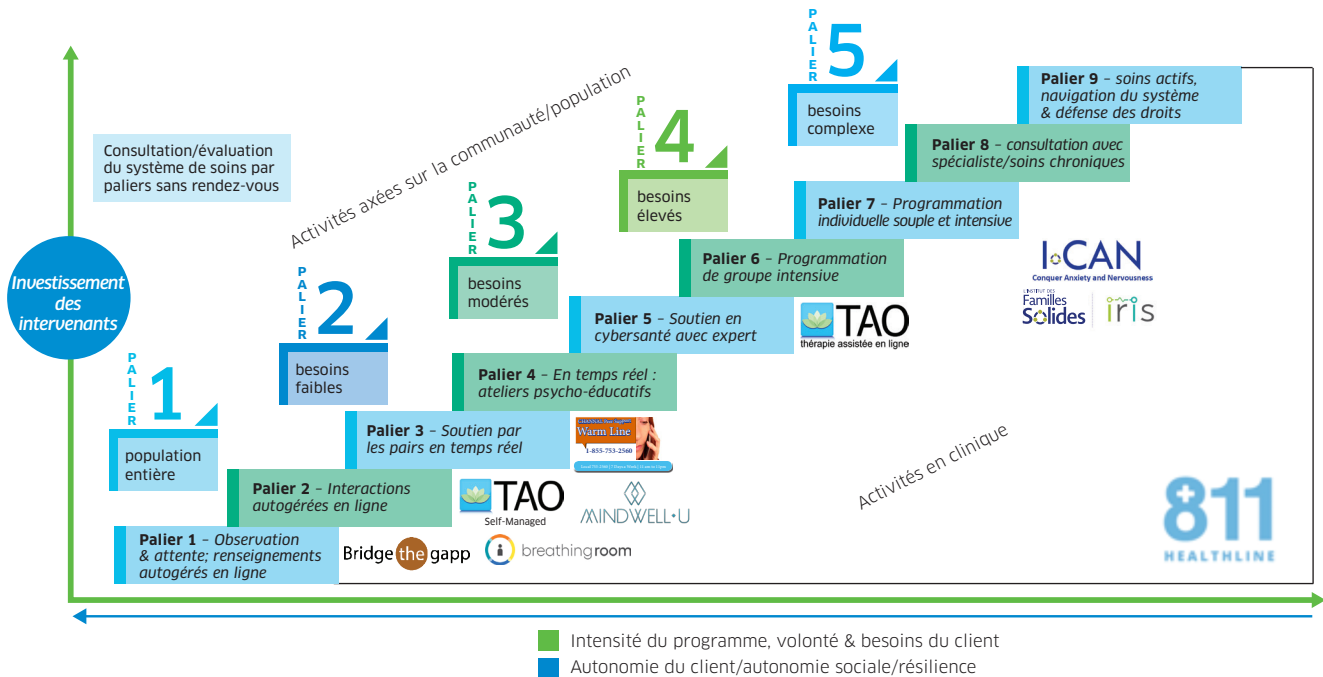 PALIER 5
besoins
complexe
Palier 9 – soins actifs,
navigation du système
& défense des droits
Activités axées sur la communauté/population
PALIER 4
besoins
élevés
Palier 8 – consultation avec
spécialiste/soins chroniques
Consultation/évaluation
du système de soins par
paliers sans rendez-vous
PALIER 3
besoins
modérés
Palier 7 – Programmation
individuelle souple et intensive
Palier 6 – Programmation
de groupe intensive
I CAN
Conquer Anxiety and Nervousness
Investissement
des
intervenants
PALIER 2
besoins
faibles
Palier 5 – Soutien en
cybersanté avec expert
TAO
thérapie assistée en ligne
L'INSTITUT DES
Familles
Solides
iris
PALIER 1
population
entière
Palier 4 – En temps réel :
ateliers psycho-éducatifs
Palier 3 – Soutien par
les pairs en temps réel
Warm Line
1-855-753-2560
Activités en clinique
Palier 2 – Interactions
autogérées en ligne
TAO
Self-Managed
MINDWELL•U
811
HEALTHLINE
Palier 1 – Observation
& attente; renseignements
autogérés en ligne
Bridge the gapp
breathingroom
Intensité du programme, volonté & besoins du client
Autonomie du client/autonomie sociale/résilience